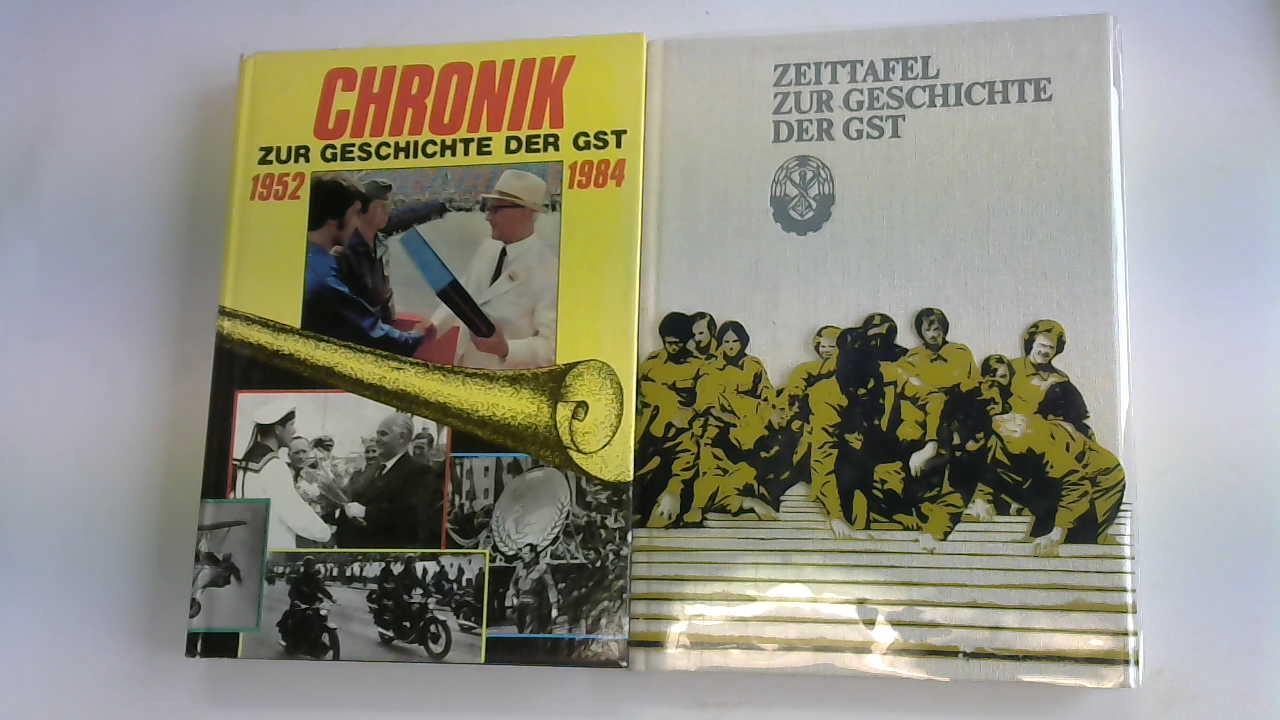 CHRONIK
ZUR GESCHICHTE DER GST
1952
1984
ZEITTAFEL
ZUR GESCHICHTE
DER GST